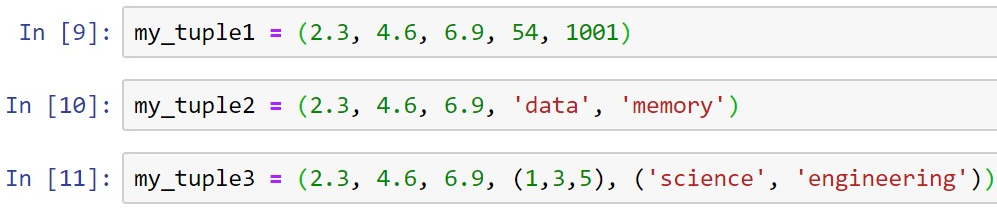 In [9]: my_tuple1 = (2.3, 4.6, 6.9, 54, 1001)
In [10]: my_tuple2 = (2.3, 4.6, 6.9, 'data', 'memory')
In [11]: my_tuple3 = (2.3, 4.6, 6.9, (1,3,5), ('science', 'engineering'))